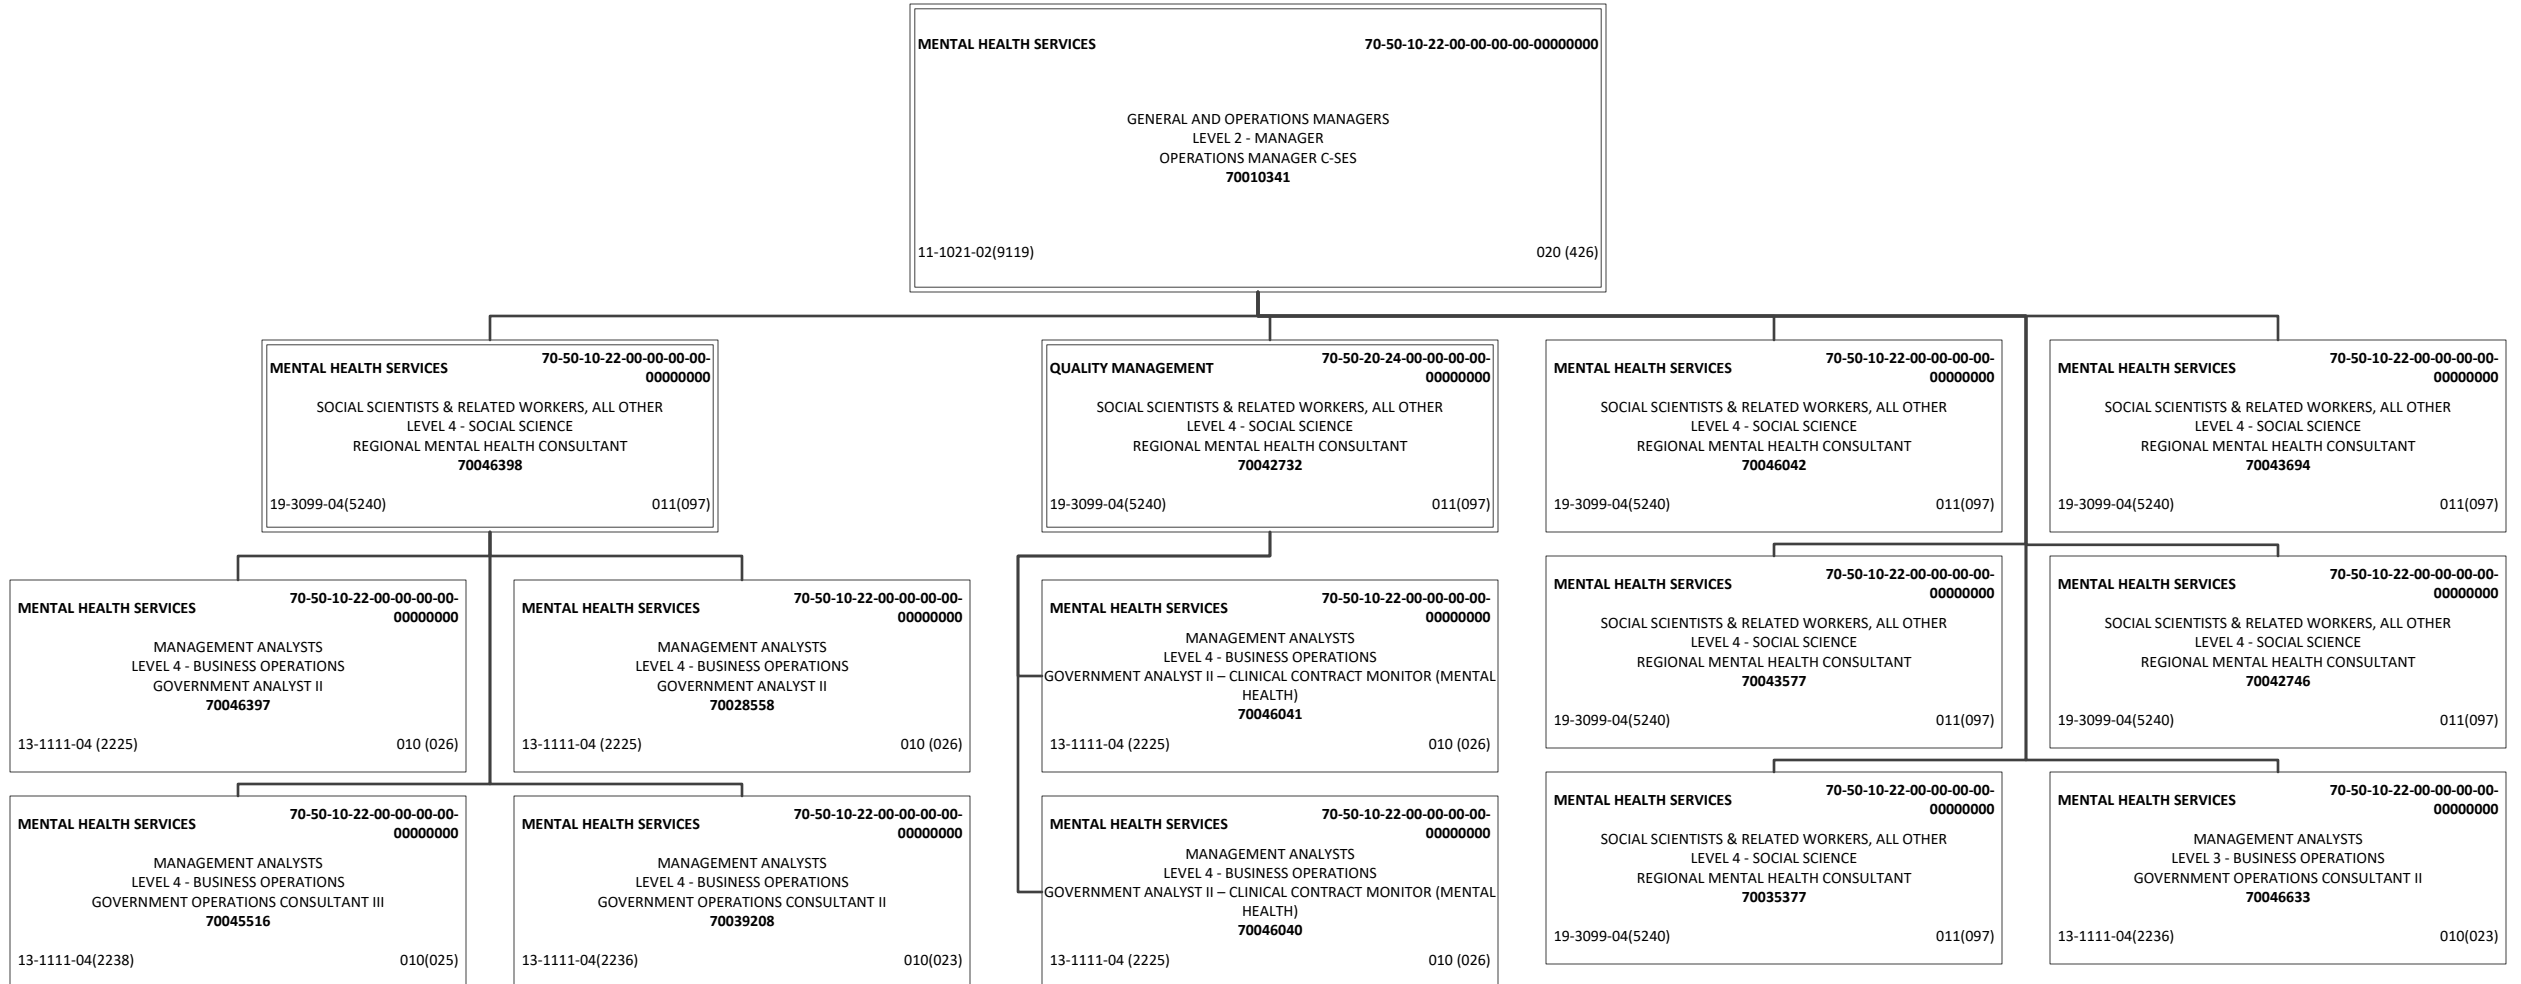 MENTAL HEALTH SERVICES
70-50-10-22-00-00-00-00-00000000
GENERAL AND OPERATIONS MANAGERS
LEVEL 2 - MANAGER
OPERATIONS MANAGER C-SES
70010341
11-1021-02(9119)
020 (426)
MENTAL HEALTH SERVICES
70-50-10-22-00-00-00-00-
00000000
SOCIAL SCIENTISTS & RELATED WORKERS, ALL OTHER
LEVEL 4 - SOCIAL SCIENCE
REGIONAL MENTAL HEALTH CONSULTANT
70046398
19-3099-04(5240)
011(097)
QUALITY MANAGEMENT
70-50-20-24-00-00-00-00-
00000000
SOCIAL SCIENTISTS & RELATED WORKERS, ALL OTHER
LEVEL 4 - SOCIAL SCIENCE
REGIONAL MENTAL HEALTH CONSULTANT
70042732
19-3099-04(5240)
011(097)
MENTAL HEALTH SERVICES
70-50-10-22-00-00-00-00-
00000000
SOCIAL SCIENTISTS & RELATED WORKERS, ALL OTHER
LEVEL 4 - SOCIAL SCIENCE
REGIONAL MENTAL HEALTH CONSULTANT
70046042
19-3099-04(5240)
011(097)
MENTAL HEALTH SERVICES
70-50-10-22-00-00-00-00-
00000000
SOCIAL SCIENTISTS & RELATED WORKERS, ALL OTHER
LEVEL 4 - SOCIAL SCIENCE
REGIONAL MENTAL HEALTH CONSULTANT
70043694
19-3099-04(5240)
011(097)
MENTAL HEALTH SERVICES
70-50-10-22-00-00-00-00-
00000000
MANAGEMENT ANALYSTS
LEVEL 4 - BUSINESS OPERATIONS
GOVERNMENT ANALYST II
70046397
13-1111-04 (2225)
010 (026)
MENTAL HEALTH SERVICES
70-50-10-22-00-00-00-00-
00000000
MANAGEMENT ANALYSTS
LEVEL 4 - BUSINESS OPERATIONS
GOVERNMENT ANALYST II
70028558
13-1111-04 (2225)
010 (026)
MENTAL HEALTH SERVICES
70-50-10-22-00-00-00-00-
00000000
MANAGEMENT ANALYSTS
LEVEL 4 - BUSINESS OPERATIONS
GOVERNMENT ANALYST II – CLINICAL CONTRACT MONITOR (MENTAL
HEALTH)
70046041
13-1111-04 (2225)
010 (026)
MENTAL HEALTH SERVICES
70-50-10-22-00-00-00-00-
00000000
SOCIAL SCIENTISTS & RELATED WORKERS, ALL OTHER
LEVEL 4 - SOCIAL SCIENCE
REGIONAL MENTAL HEALTH CONSULTANT
70043577
19-3099-04(5240)
011(097)
MENTAL HEALTH SERVICES
70-50-10-22-00-00-00-00-
00000000
SOCIAL SCIENTISTS & RELATED WORKERS, ALL OTHER
LEVEL 4 - SOCIAL SCIENCE
REGIONAL MENTAL HEALTH CONSULTANT
70042746
19-3099-04(5240)
011(097)
MENTAL HEALTH SERVICES
70-50-10-22-00-00-00-00-
00000000
MANAGEMENT ANALYSTS
LEVEL 4 - BUSINESS OPERATIONS
GOVERNMENT OPERATIONS CONSULTANT III
70045516
13-1111-04(2238)
010(025)
MENTAL HEALTH SERVICES
70-50-10-22-00-00-00-00-
00000000
MANAGEMENT ANALYSTS
LEVEL 4 - BUSINESS OPERATIONS
GOVERNMENT OPERATIONS CONSULTANT II
70039208
13-1111-04(2236)
010(023)
MENTAL HEALTH SERVICES
70-50-10-22-00-00-00-00-
00000000
MANAGEMENT ANALYSTS
LEVEL 4 - BUSINESS OPERATIONS
GOVERNMENT ANALYST II – CLINICAL CONTRACT MONITOR (MENTAL
HEALTH)
70046040
13-1111-04 (2225)
010 (026)
MENTAL HEALTH SERVICES
70-50-10-22-00-00-00-00-
00000000
SOCIAL SCIENTISTS & RELATED WORKERS, ALL OTHER
LEVEL 4 - SOCIAL SCIENCE
REGIONAL MENTAL HEALTH CONSULTANT
70035377
19-3099-04(5240)
011(097)
MENTAL HEALTH SERVICES
70-50-10-22-00-00-00-00-
00000000
MANAGEMENT ANALYSTS
LEVEL 3 - BUSINESS OPERATIONS
GOVERNMENT OPERATIONS CONSULTANT II
70046633
13-1111-04(2236)
010(023)